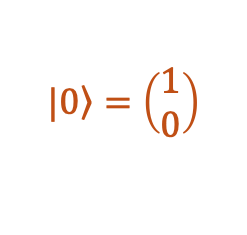 |0⟩ = (1
0)